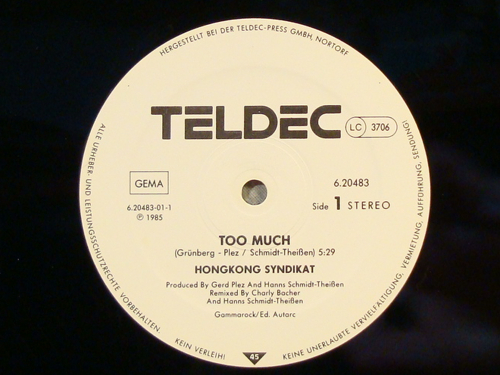 HERGESTELLT BEI DER TELDEC-PRESS GMBH, NORTORF
TELDEC
LC 3706
GEMA
6.20483
6.20483-01-1
℗ 1985
Side 1 STEREO
TOO MUCH
(Grünberg - Plez / Schmidt-Theißen) 5:29
HONGKONG SYNDIKAT
Produced By Gerd Plez And Hanns Schmidt-Theißen
Remixed By Charly Bacher
And Hanns Schmidt-Theißen
Gammarock/Ed. Autarc
ALLE URHEBER- UND LEISTUNGSSCHUTZRECHTE VORBEHALTEN.
KEIN VERLEIH!
45
KEINE UNERLAUBTE VERVIELFÄLTIGUNG, VERMIETUNG, AUFFÜHRUNG, SENDUNG!